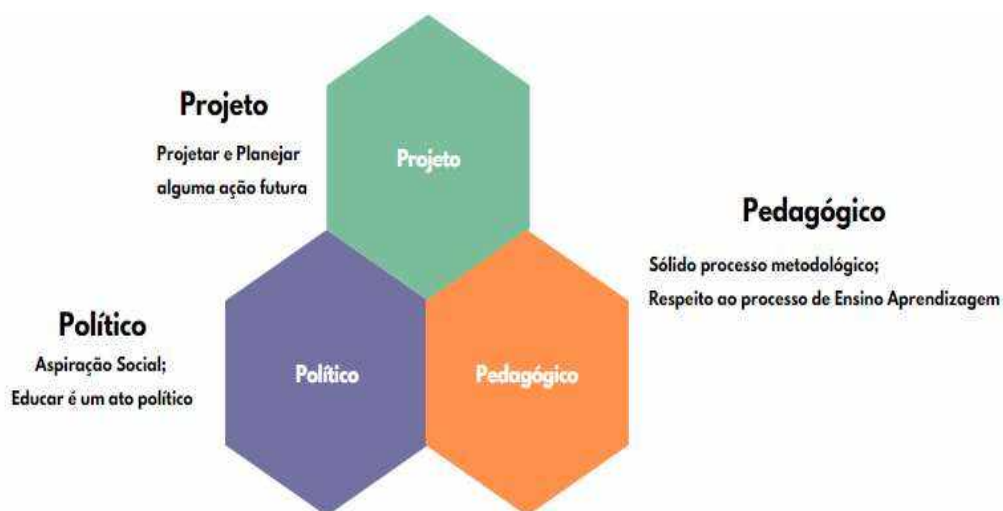 Projeto
Projetar e Planejar
alguma ação futura
Projeto
Pedagógico
Sólido processo metodológico;
Respeito ao processo de Ensino Aprendizagem
Político
Aspiração Social;
Educar é um ato político
Político
Pedagógico